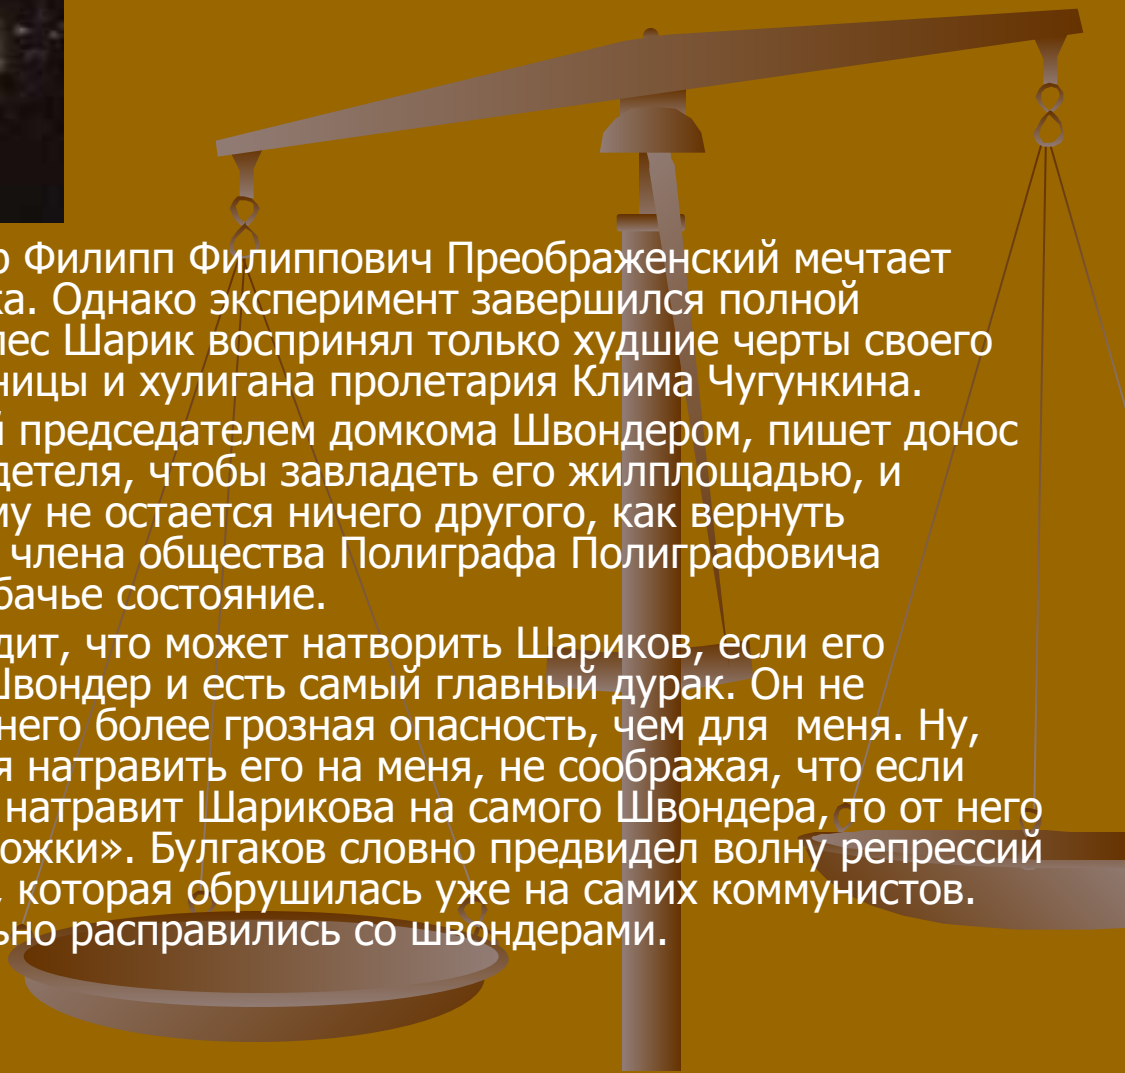 р Филипп Филиппович Преображенский мечтает
ка. Однако эксперимент завершился полной
пес Шарик воспринял только худшие черты своего
ницы и хулигана пролетария Клима Чугункина.
й председателем домкома Швондером, пишет донос
детеля, чтобы завладеть его жилплощадью, и
му не остается ничего другого, как вернуть
члена общества Полиграфа Полиграфовича
бачье состояние.
дит, что может натворить Шариков, если его
Швондер и есть самый главный дурак. Он не
него более грозная опасность, чем для меня. Ну,
я натравить его на меня, не соображая, что если
натравит Шарикова на самого Швондера, то от него
ожки». Булгаков словно предвидел волну репрессий
, которая обрушилась уже на самих коммунистов.
ьно расправились со швондерами.